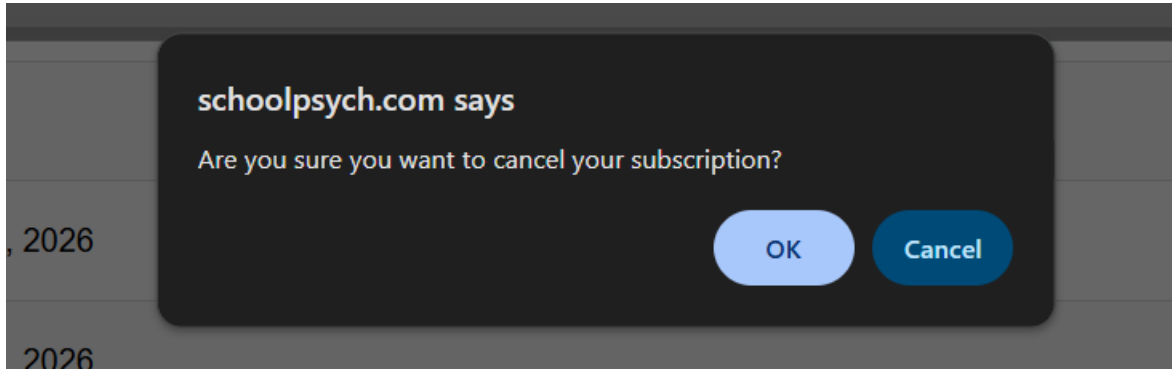 schoolpsych.com says
Are you sure you want to cancel your subscription?
, 2026
OK Cancel
, 2026